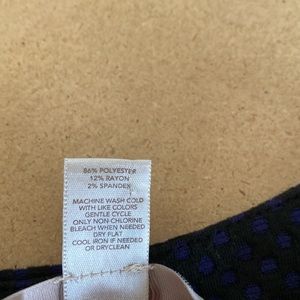 86% POLYESTER
12% RAYON
2% SPANDEX
MACHINE WASH COLD
WITH LIKE COLORS
GENTLE CYCLE
ONLY NON-CHLORINE
BLEACH WHEN NEEDED
DRY FLAT
COOL IRON IF NEEDED
OR DRYCLEAN